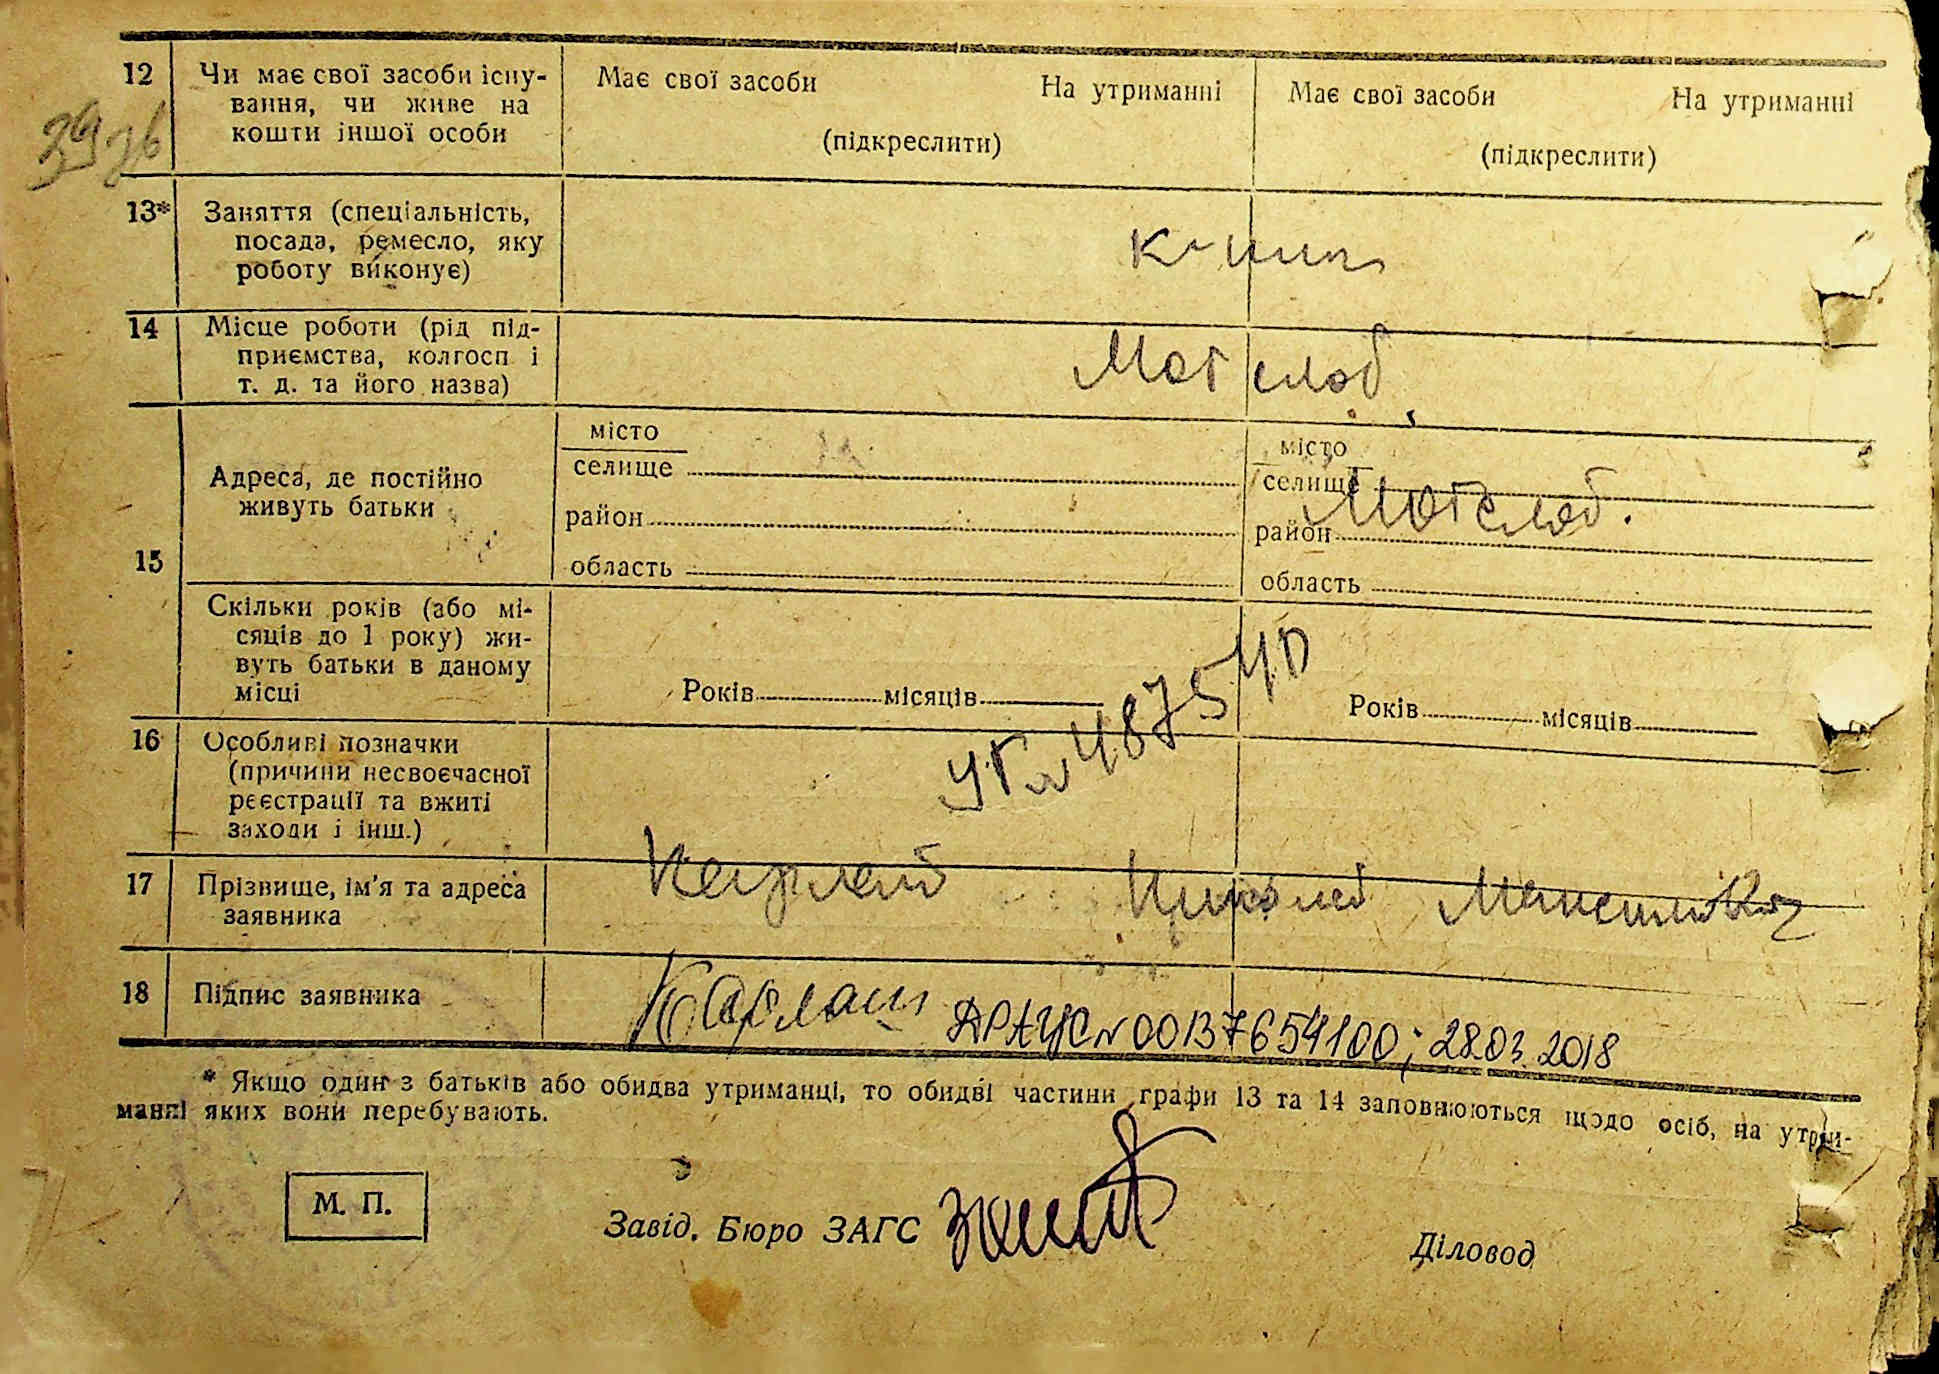 12 Чи має свої засоби існу-
вання, чи живе на
кошти іншої особи
Має свої засоби На утриманні
(підкреслити)
Має свої засоби На утриманні
(підкреслити)
13* Заняття (спеціальність,
посада, ремесло, яку
роботу виконує)
14 Місце роботи (рід під-
приємства, колгосп і
т. д. та його назва)
15
Адреса, де постійно
живуть батьки
місто
селище
район
область
місто
селище
район
область
Скільки років (або мі-
сяців до 1 року) жи-
вуть батьки в даному
місці
Років місяців
Років місяців
16 Особливі позначки
(причини несвоєчасної
реєстрації та вжиті
заходи і інш.)
17 Прізвище, ім'я та адреса
заявника
18 Підпис заявника
ДРАЦС N 00137654100; 28.03.2018
* Якщо один з батьків або обидва утриманці, то обидві частини графи 13 та 14 заповнюються щодо осіб, на утри-
манні яких вони перебувають.
М. П.
Завід. Бюро ЗАГС
Діловод